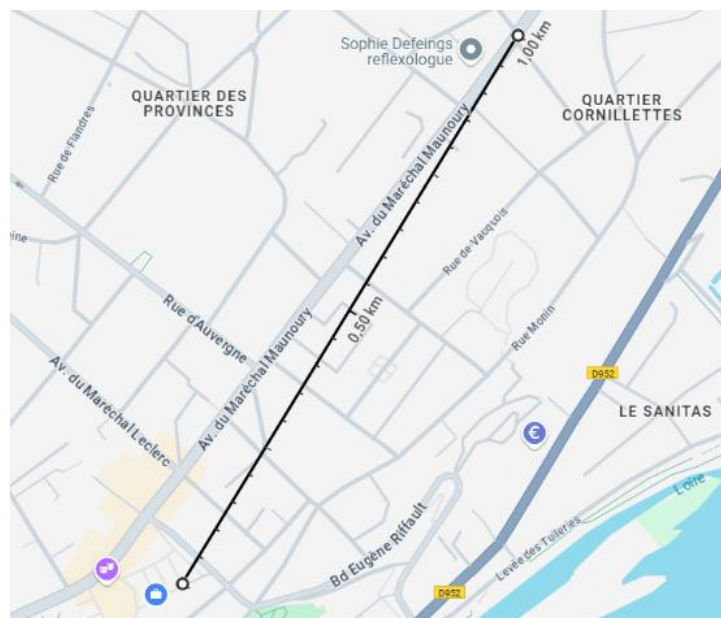 Sophie Defeings
reflexologue
1,00 km
QUARTIER DES
PROVINCES
QUARTIER
CORNILLETTES
Rue de Flandres
Av. du Maréchal Maunoury
Rue de Vauquois
ine
Rue d'Auvergne
0,50 km
Rue Monin
Av. du Maréchal Maunoury
D952
Av. du Maréchal Leclerc
LE SANITAS
€
Loire
Bd Eugène Riffault
Levée des Tuileries
D952